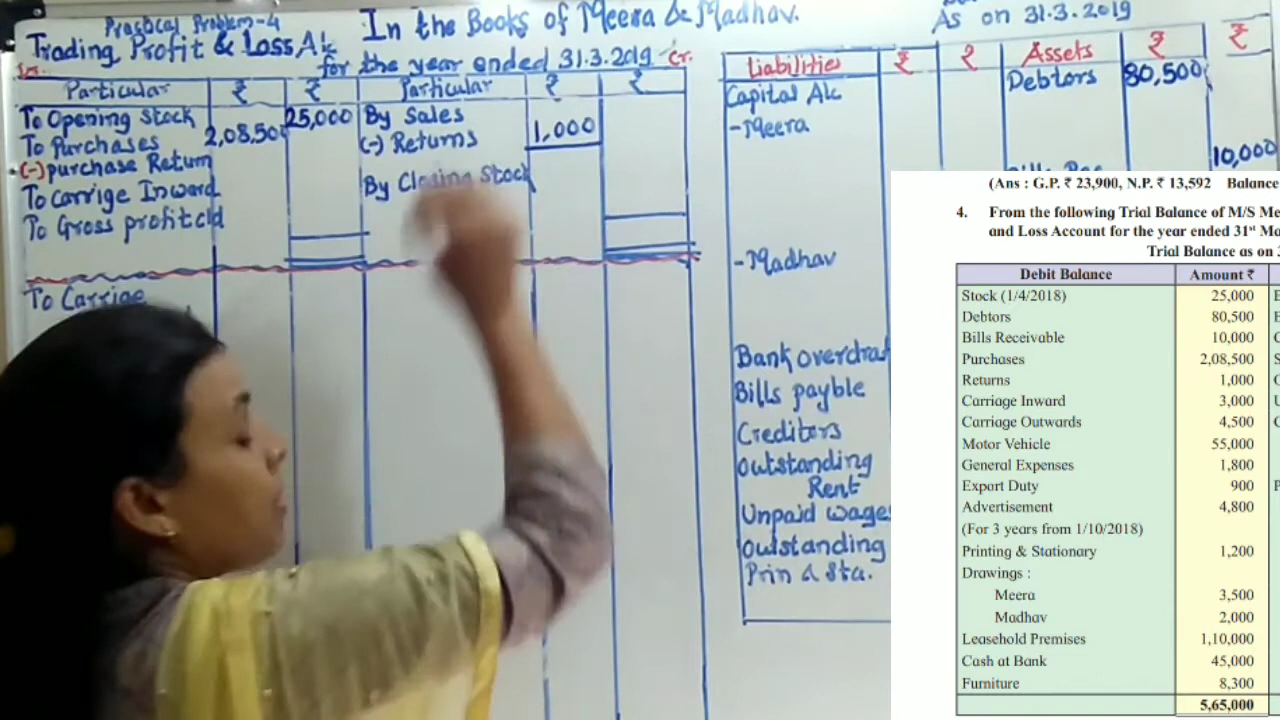 Practical Problem-4
In the Books of Meera & Madhav.
Trading, Profit & Loss A/c
for the year ended 31.3.2019
Cr.
Particular ₹ ₹ Particular ₹ ₹
To Opening Stock 25,000 By Sales
To Purchases 2,08,500 (-) Returns 1,000
(-) purchase Return
To Carrige Inward By Closing Stock
To Gross profit c/d
To Carrige
As on 31.3.2019
Liabilities ₹ ₹ Assets ₹ ₹
Capital A/c Debtors 80,500
-Meera
10,000
-Madhav
Bank overdraf
Bills payble
Creditors
Outstanding
Rent
Unpaid wages
Outstanding
Prin & Sta.
(Ans : G.P. ₹ 23,900, N.P. ₹ 13,592 Balance
4. From the following Trial Balance of M/S Me
and Loss Account for the year ended 31st Ma
Trial Balance as on 3
Debit Balance Amount ₹
Stock (1/4/2018) 25,000
Debtors 80,500
Bills Receivable 10,000
Purchases 2,08,500
Returns 1,000
Carriage Inward 3,000
Carriage Outwards 4,500
Motor Vehicle 55,000
General Expenses 1,800
Export Duty 900
Advertisement 4,800
(For 3 years from 1/10/2018)
Printing & Stationary 1,200
Drawings :
Meera 3,500
Madhav 2,000
Leasehold Premises 1,10,000
Cash at Bank 45,000
Furniture 8,300
5,65,000